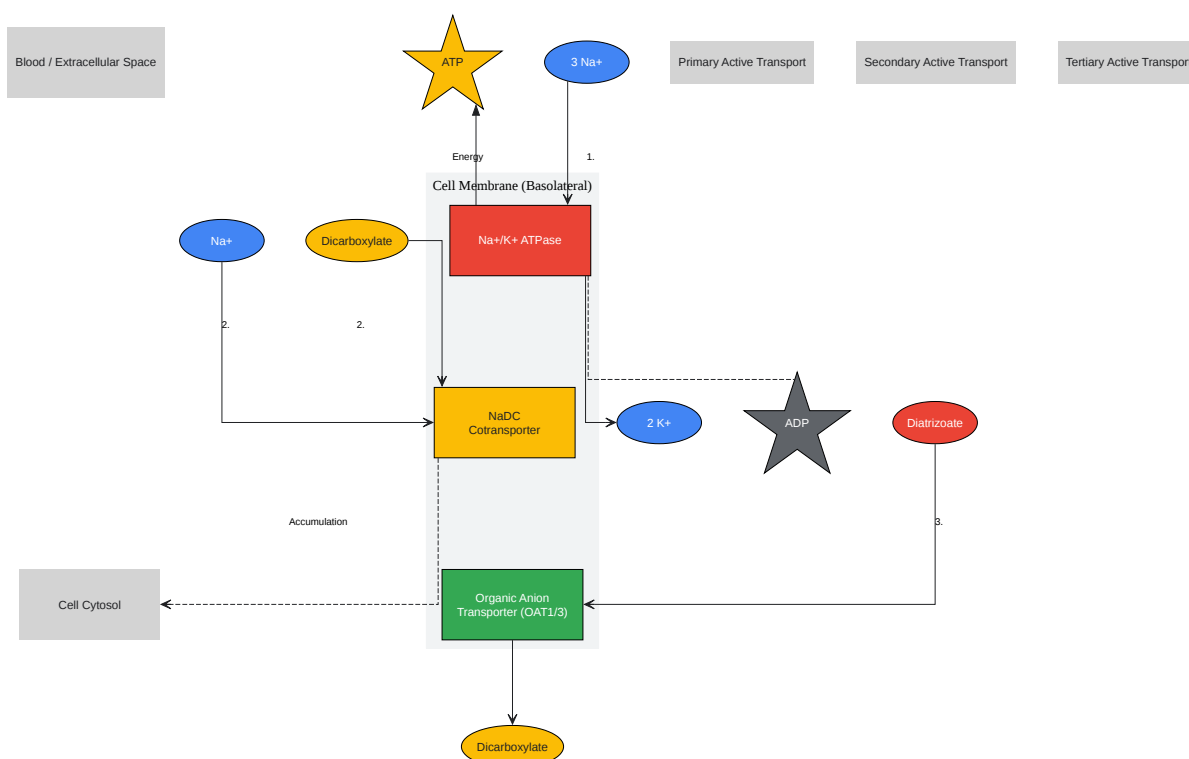 Blood / Extracellular Space
ATP
3 Na+
Primary Active Transport
Secondary Active Transport
Tertiary Active Transpor
Energy
1.
Cell Membrane (Basolateral)
Na+
Dicarboxylate
Na+/K+ ATPase
2.
2.
NaDC
Cotransporter
2 K+
ADP
Diatrizoate
Accumulation
3.
Cell Cytosol
Organic Anion
Transporter (OAT1/3)
Dicarboxylate